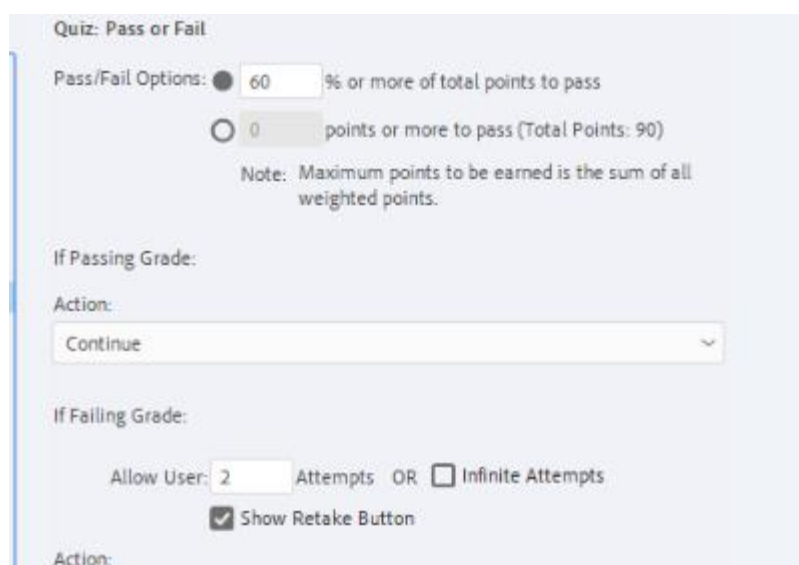 Quiz: Pass or Fail
Pass/Fail Options: 60 % or more of total points to pass
0 points or more to pass (Total Points: 90)
Note: Maximum points to be earned is the sum of all
weighted points.
If Passing Grade:
Action:
Continue
If Failing Grade:
Allow User: 2 Attempts OR Infinite Attempts
Show Retake Button
Action: